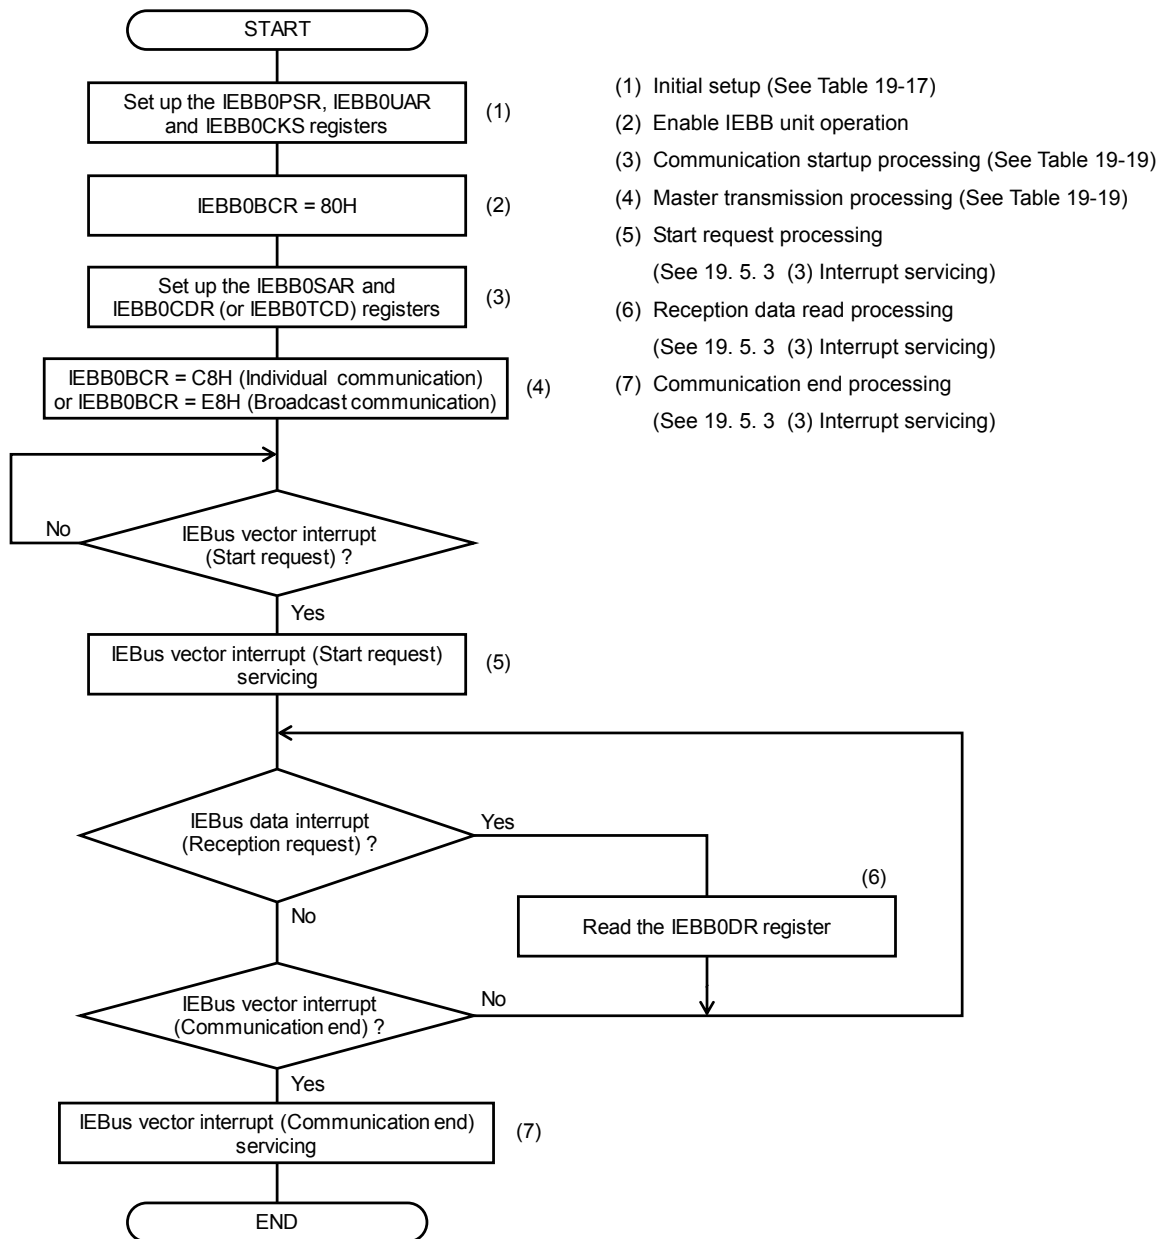 START
Set up the IEBB0PSR, IEBB0UAR
and IEBB0CKS registers
(1)
IEBB0BCR = 80H
(2)
Set up the IEBB0SAR and
IEBB0CDR (or IEBB0TCD) registers
(3)
IEBB0BCR = C8H (Individual communication)
or IEBB0BCR = E8H (Broadcast communication)
(4)
No
IEBus vector interrupt
(Start request) ?
Yes
IEBus vector interrupt (Start request)
servicing
(5)
IEBus data interrupt
(Reception request) ?
Yes
(6)
Read the IEBB0DR register
No
IEBus vector interrupt
(Communication end) ?
No
Yes
IEBus vector interrupt (Communication end)
servicing
(7)
END
(1) Initial setup (See Table 19-17)
(2) Enable IEBB unit operation
(3) Communication startup processing (See Table 19-19)
(4) Master transmission processing (See Table 19-19)
(5) Start request processing
(See 19. 5. 3 (3) Interrupt servicing)
(6) Reception data read processing
(See 19. 5. 3 (3) Interrupt servicing)
(7) Communication end processing
(See 19. 5. 3 (3) Interrupt servicing)